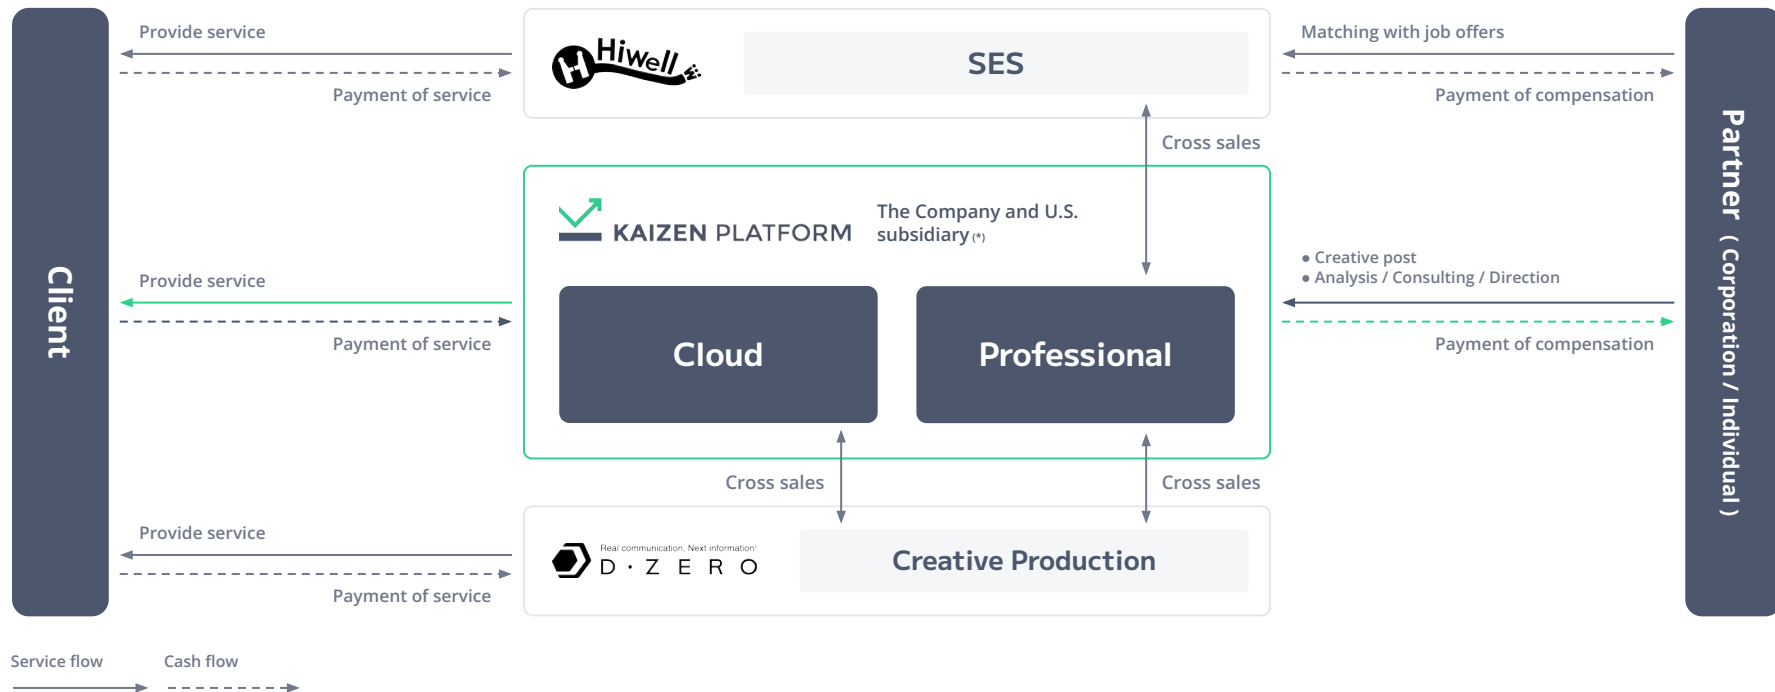 Client
Provide service
Payment of service
Hiwell
SES
Matching with job offers
Payment of compensation
Cross sales
KAIZEN PLATFORM
The Company and U.S.
subsidiary (*)
Provide service
Payment of service
Cloud
Professional
● Creative post
● Analysis / Consulting / Direction
Payment of compensation
Cross sales
Cross sales
Provide service
Payment of service
Real communication, Next information!
D・ZERO
Creative Production
Partner ( Corporation / Individual )
Service flow
Cash flow